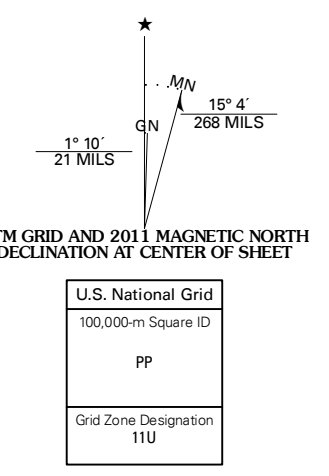 ★
MN
15° 4´
GN
268 MILS
1° 10´
21 MILS
TM GRID AND 2011 MAGNETIC NORTH
DECLINATION AT CENTER OF SHEET
U.S. National Grid
100,000-m Square ID
PP
Grid Zone Designation
11U